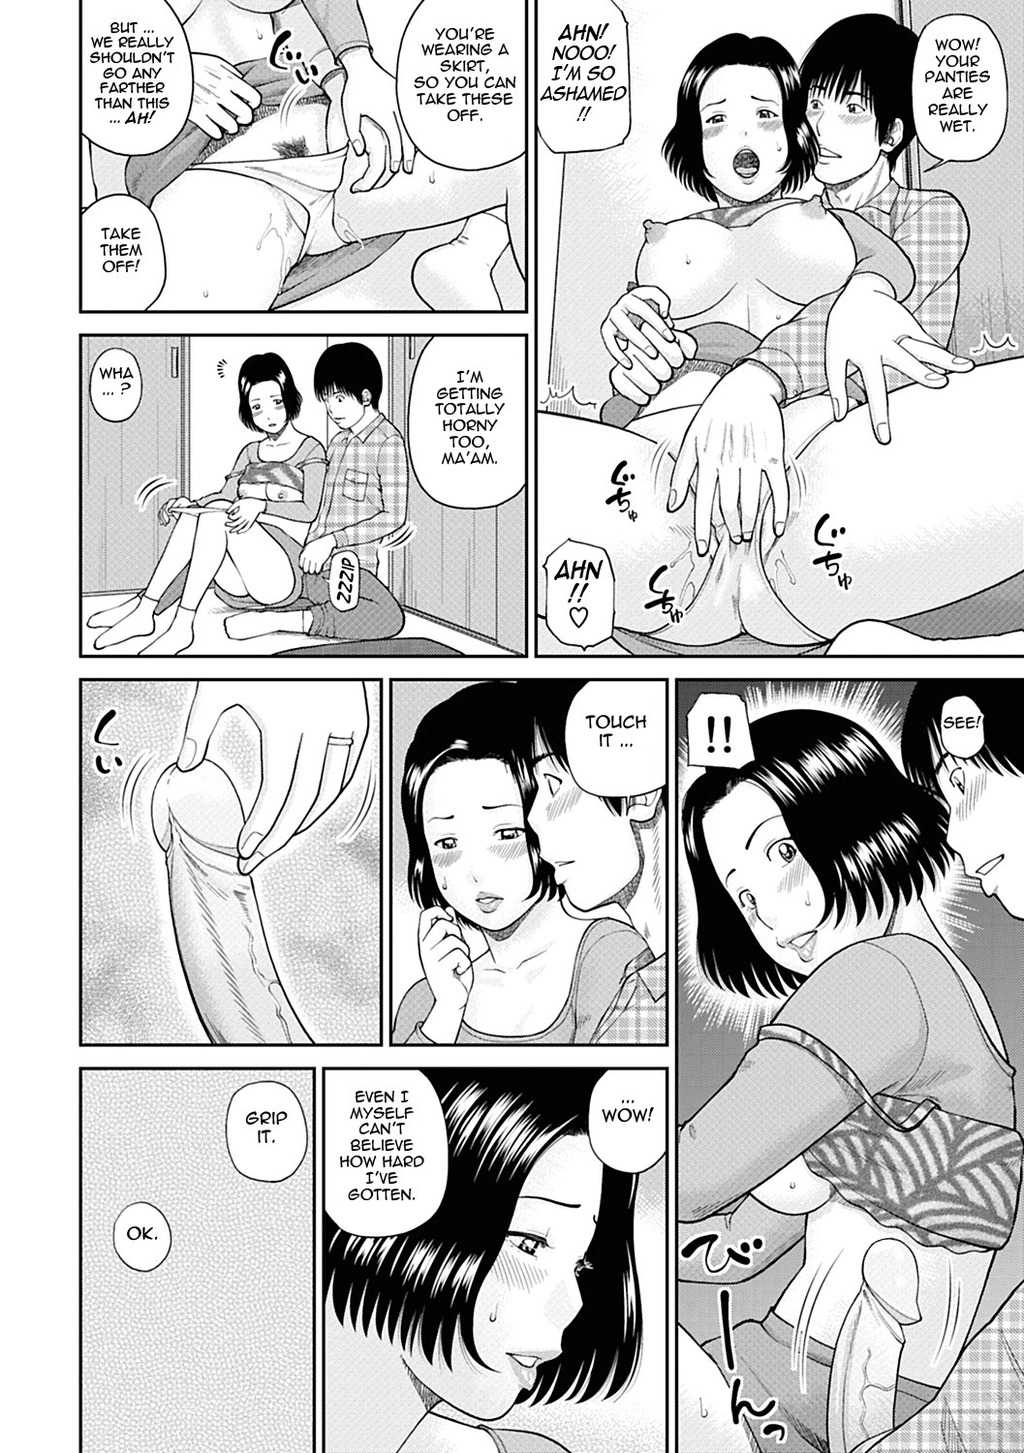 WOW!
YOUR
PANTIES
ARE
REALLY
WET.
AHN!
NOOO!
I'M SO
ASHAMED
!!
ぐちゅ
ぐちゅ
ぐちゅ
AHN
!!
♡
YOU'RE
WEARING A
SKIRT,
SO YOU CAN
TAKE THESE
OFF.
BUT ...
WE REALLY
SHOULDN'T
GO ANY
FARTHER
THAN THIS
... AH!
ぐいっ
TAKE
THEM
OFF!
I'M
GETTING
TOTALLY
HORNY
TOO,
MA'AM.
WHA
... ?
ZZZIP
SEE!
!!
びーんっ
TOUCH
IT ...
くい
...
WOW!
EVEN I
MYSELF
CAN'T
BELIEVE
HOW HARD
I'VE
GOTTEN.
GRIP
IT.
OK.